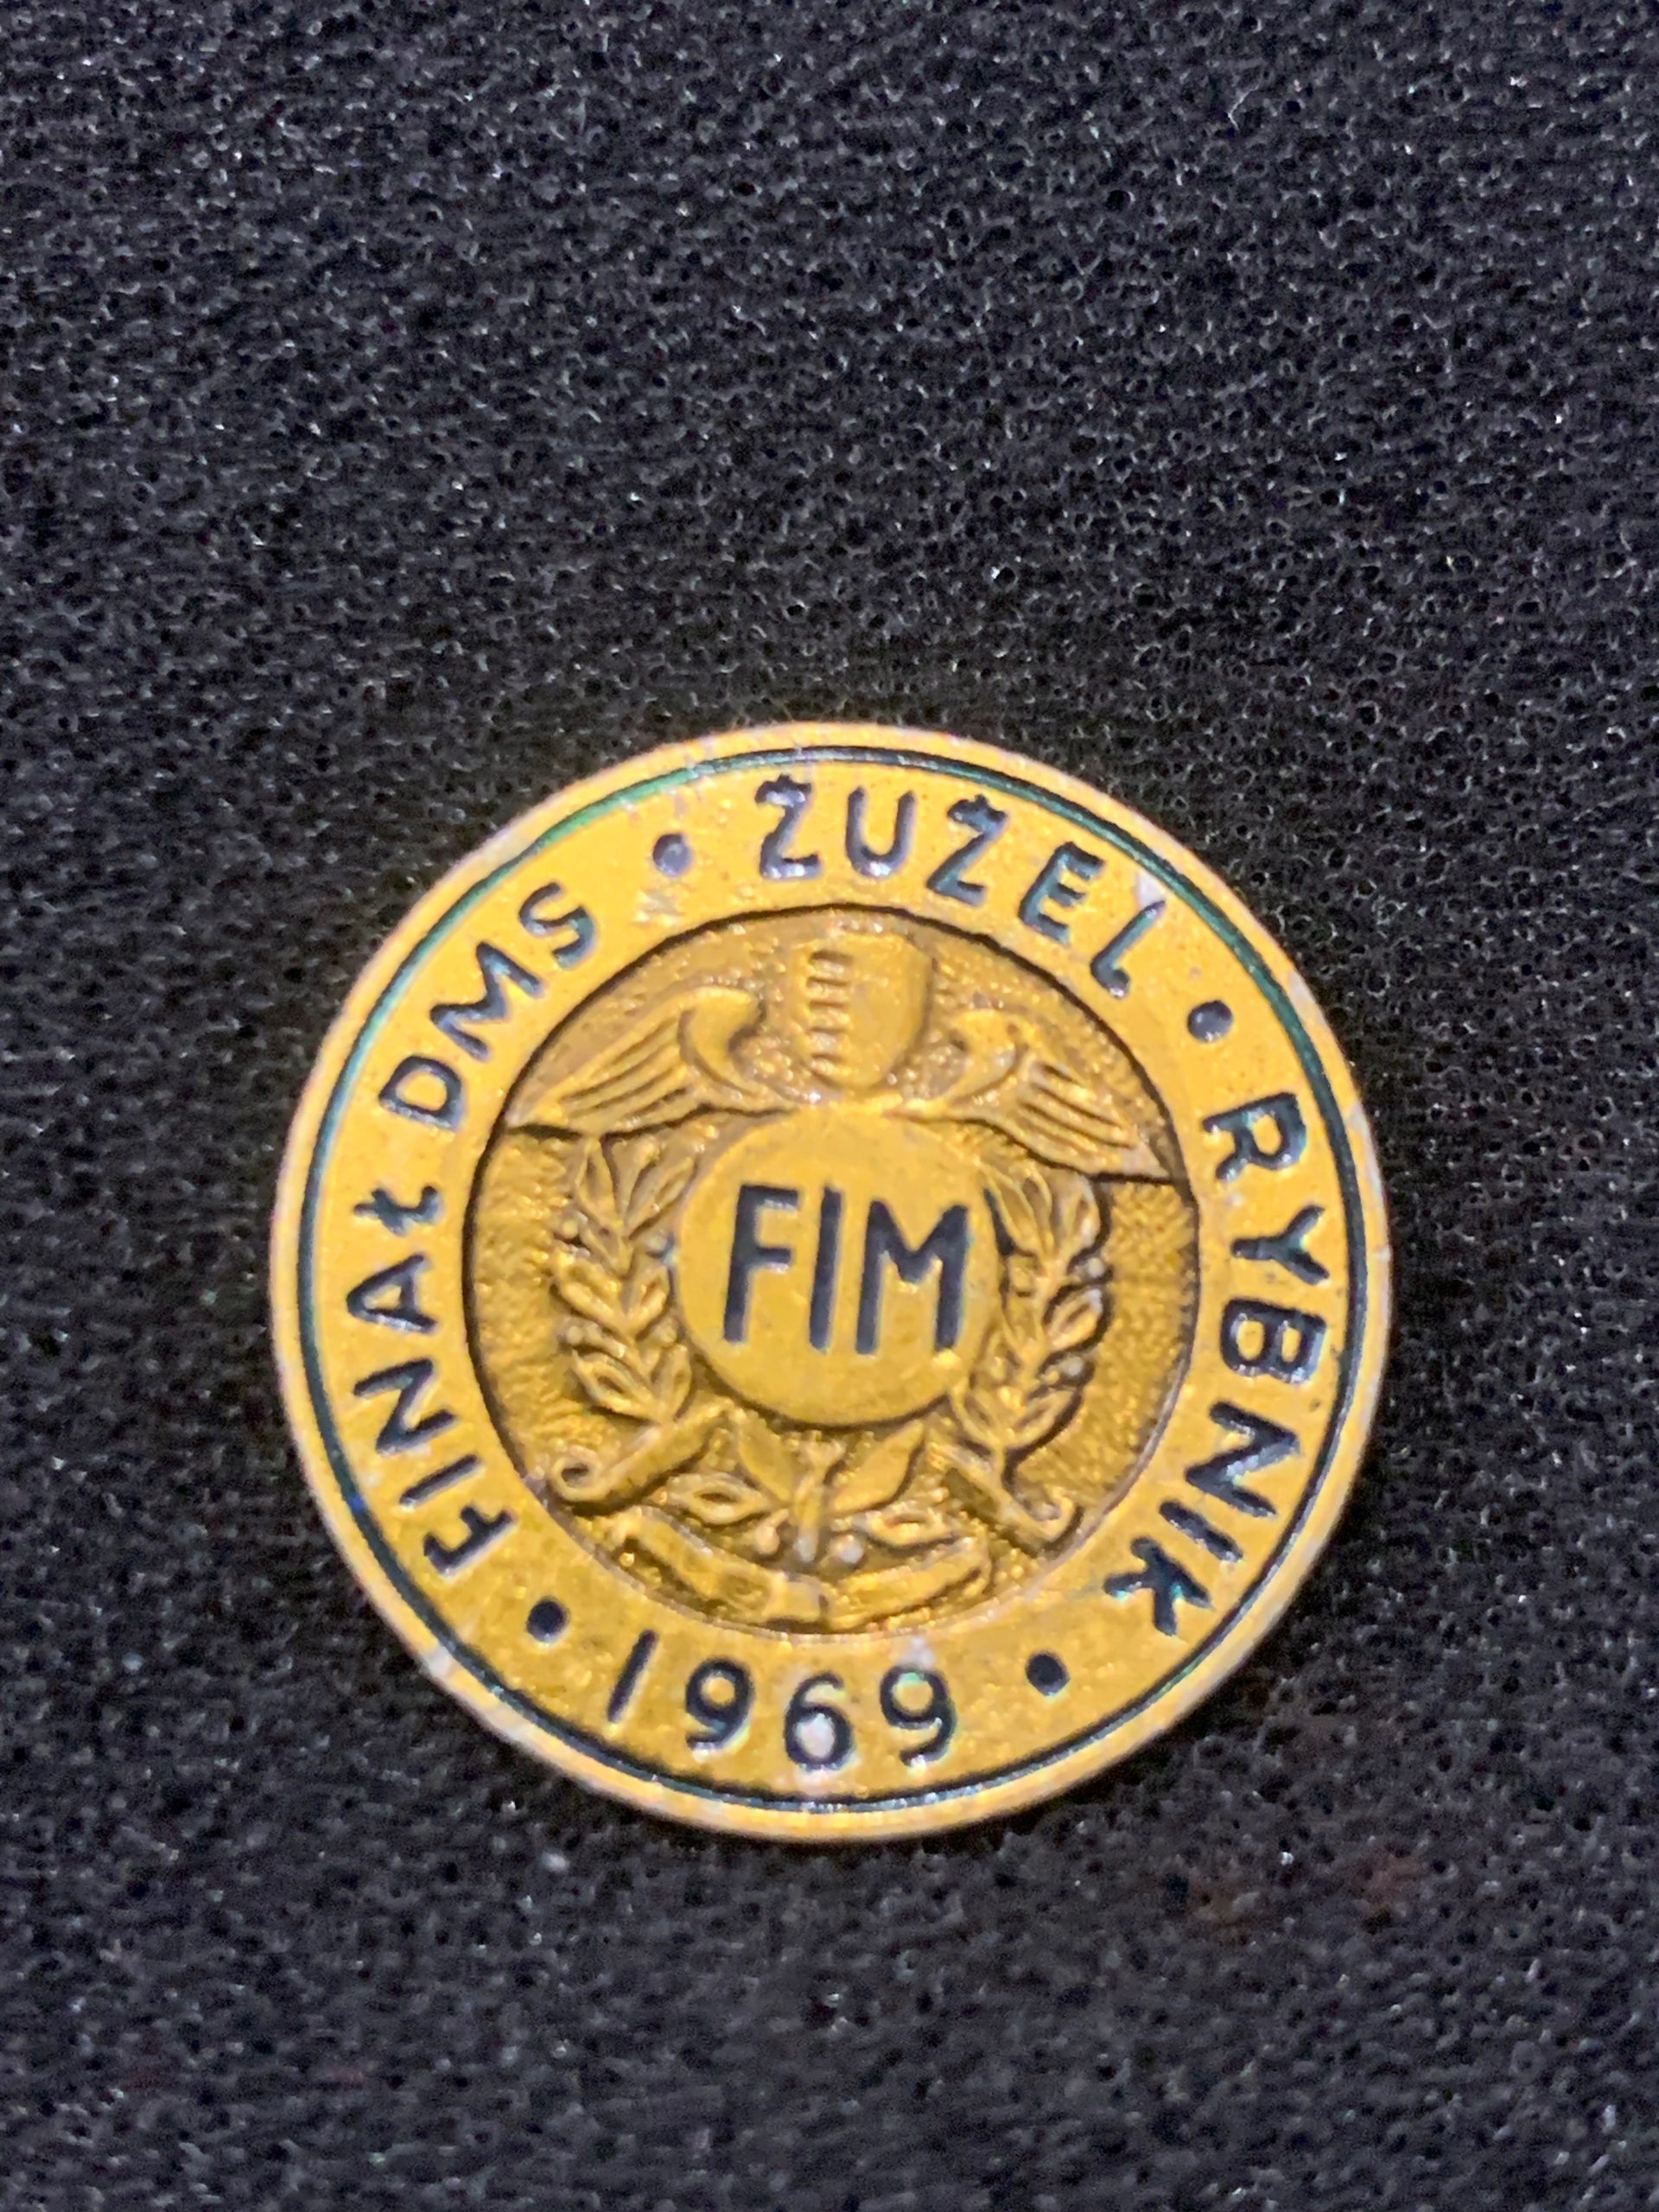 FINAŁ DMS • ŻUŻEL • RYBNIK • 1969 •
FIM